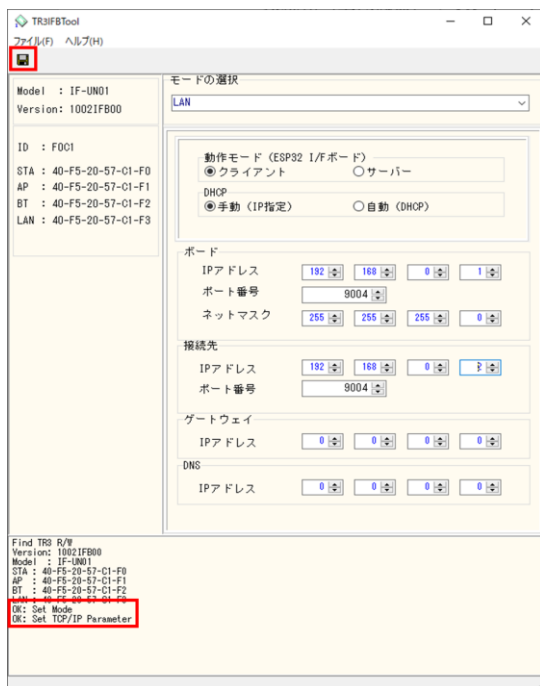 TR3IFBTool
ファイル(F) ヘルプ(H)
Model : IF-UN01
Version: 1002IFB00
ID : F0C1
STA : 40-F5-20-57-C1-F0
AP : 40-F5-20-57-C1-F1
BT : 40-F5-20-57-C1-F2
LAN : 40-F5-20-57-C1-F3
モードの選択
LAN
動作モード (ESP32 I/Fボード)
クライアント サーバー
DHCP
手動 (IP指定) 自動 (DHCP)
ボード
IPアドレス 192 168 0 1
ポート番号 9004
ネットマスク 255 255 255 0
接続先
IPアドレス 192 168 0
ポート番号 9004
ゲートウェイ
IPアドレス 0 0 0 0
DNS
IPアドレス 0 0 0 0
Find TR3 R/W
Version: 1002IFB00
Model : IF-UN01
STA : 40-F5-20-57-C1-F0
AP : 40-F5-20-57-C1-F1
BT : 40-F5-20-57-C1-F2
LAN : 40-F5-20-57-C1-F3
OK: Set Mode
OK: Set TCP/IP Parameter